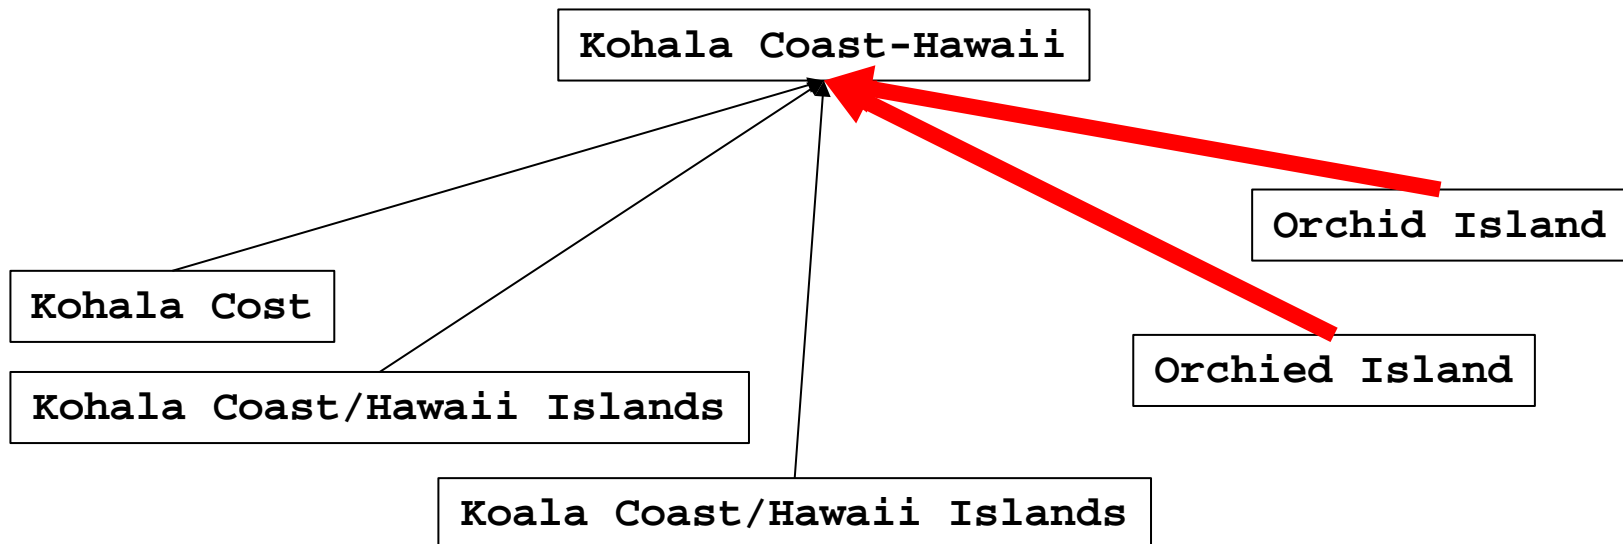 Kohala Coast-Hawaii
Orchid Island
Kohala Cost
Orchied Island
Kohala Coast/Hawaii Islands
Koala Coast/Hawaii Islands